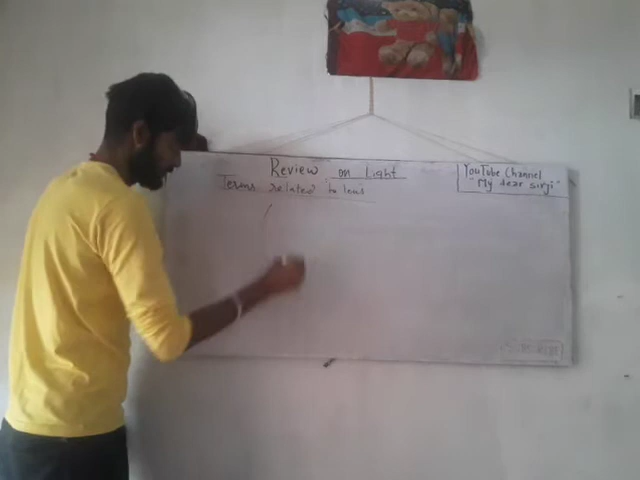 Review on Light
Terms related to lens
YouTube Channel
"My dear sirji"